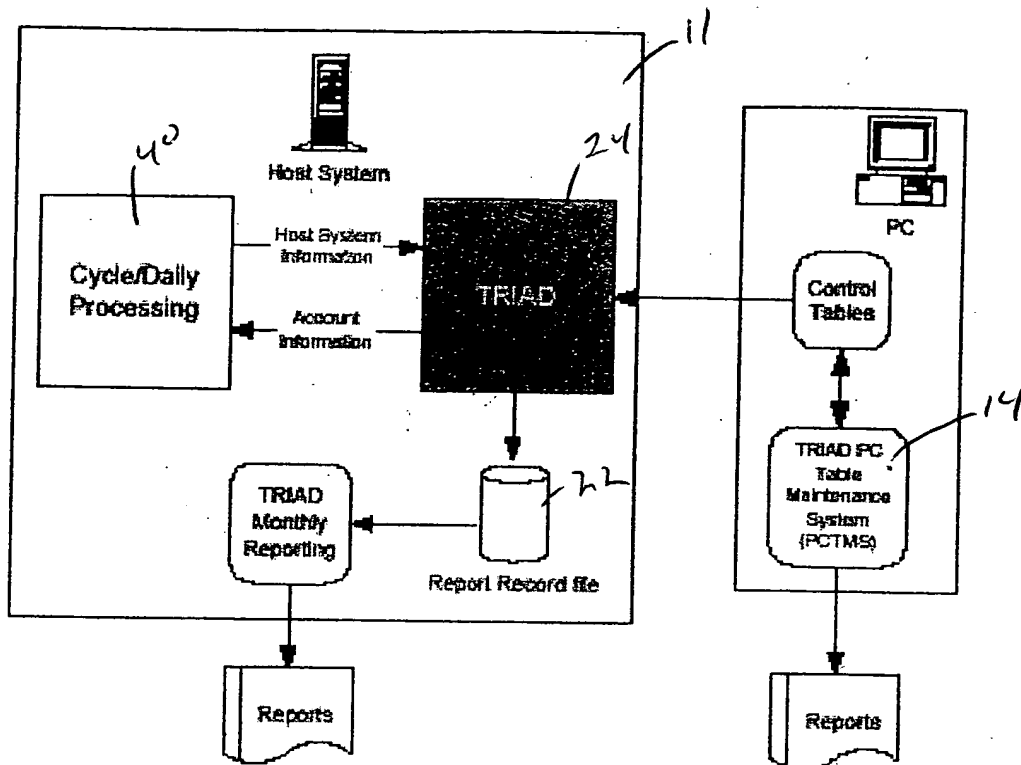 11
40
24
Host System
PC
Host System
Information
Cycle/Daily
Processing
TRIAD
Control
Tables
Account
Information
14
TRIAD PC
Table
Maintenance
System
(PCTMS)
22
TRIAD
Monthly
Reporting
Report Record file
Reports
Reports